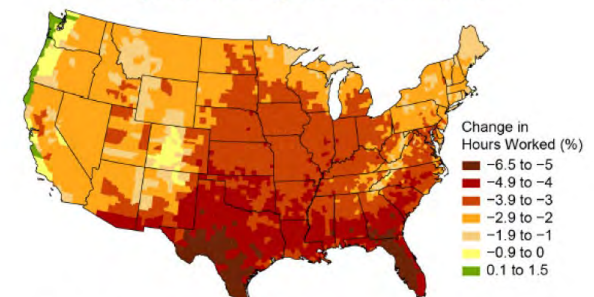 Change in
Hours Worked (%)
−6.5 to −5
−4.9 to −4
−3.9 to −3
−2.9 to −2
−1.9 to −1
−0.9 to 0
0.1 to 1.5